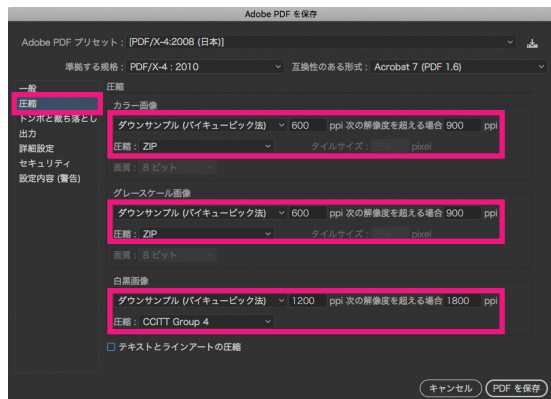 Adobe PDF を保存
Adobe PDF プリセット： [PDF/X-4:2008 (日本)]
準拠する規格： PDF/X-4 : 2010 互換性のある形式： Acrobat 7 (PDF 1.6)
一般
圧縮
トンボと裁ち落とし
出力
詳細設定
セキュリティ
設定内容 (警告)
圧縮
カラー画像
ダウンサンプル (バイキュービック法) 600 ppi 次の解像度を超える場合 900 ppi
圧縮： ZIP タイルサイズ： 256 pixel
画質： 8 ビット
グレースケール画像
ダウンサンプル (バイキュービック法) 600 ppi 次の解像度を超える場合 900 ppi
圧縮： ZIP タイルサイズ： 256 pixel
画質： 8 ビット
白黒画像
ダウンサンプル (バイキュービック法) 1200 ppi 次の解像度を超える場合 1800 ppi
圧縮： CCITT Group 4
テキストとラインアートの圧縮
キャンセル PDF を保存